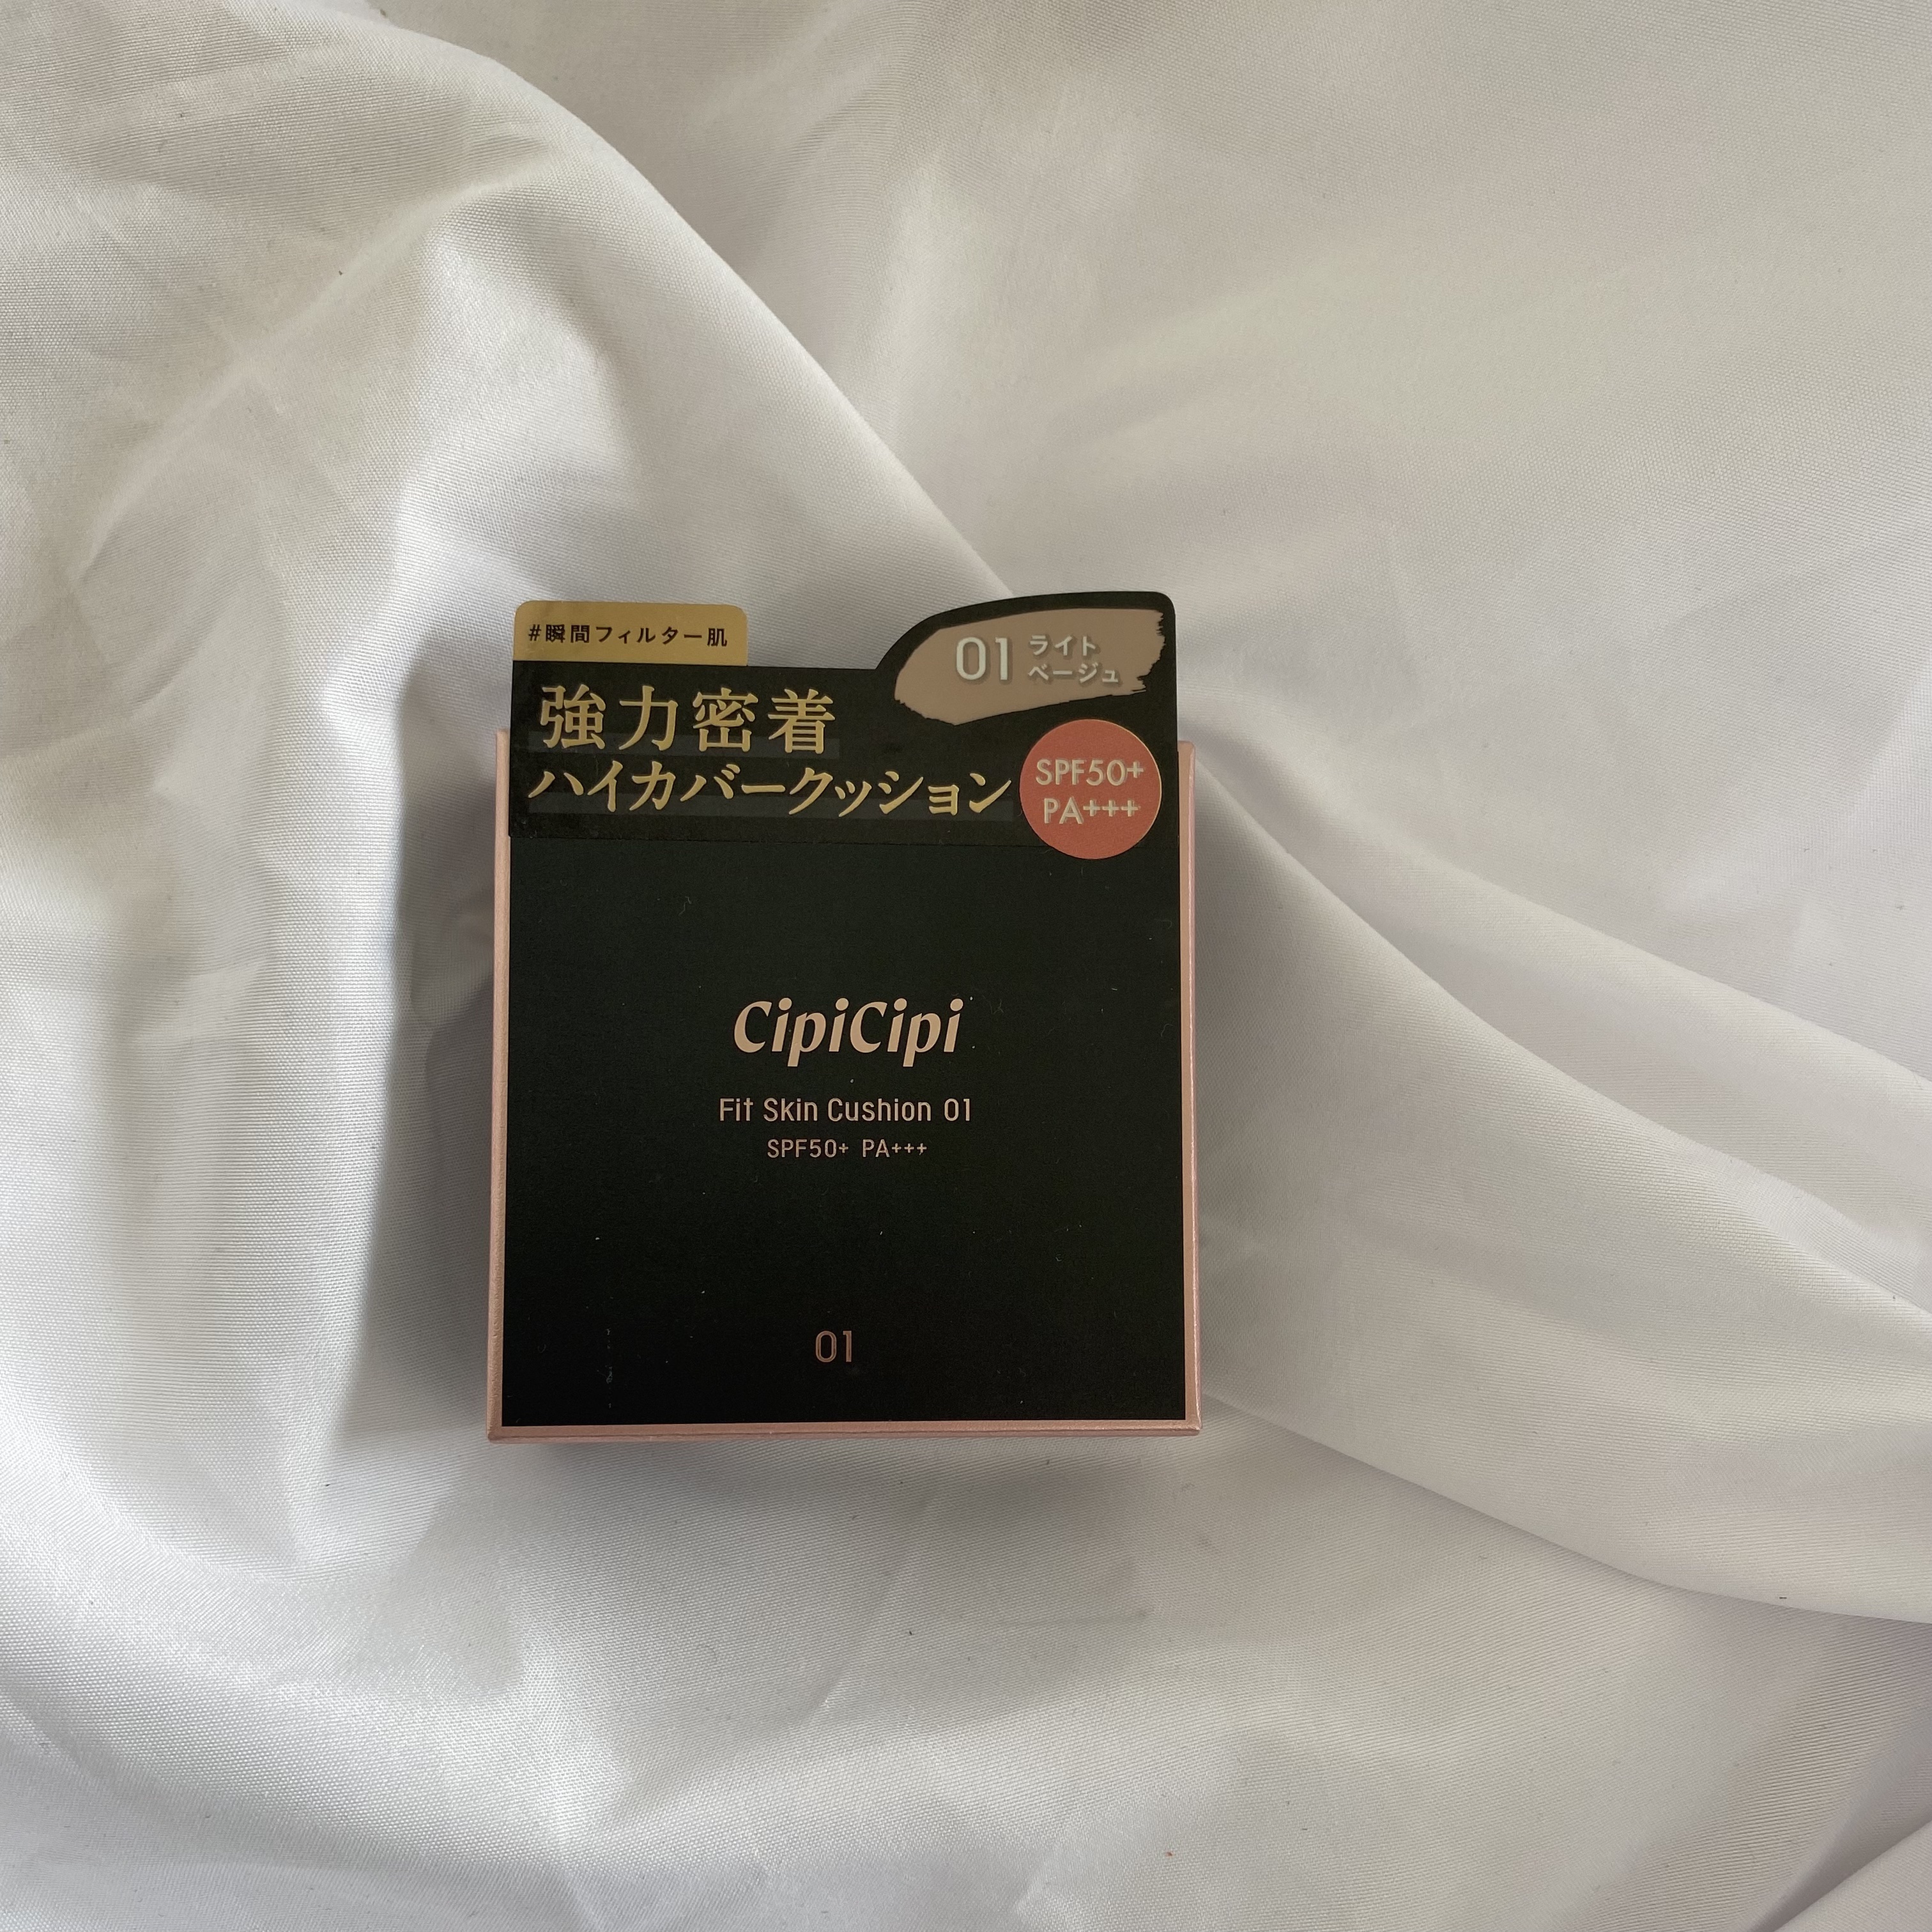 #瞬間フィルター肌
01 ライト
ベージュ
強力密着
ハイカバークッション
SPF50+
PA+++
CipiCipi
Fit Skin Cushion 01
SPF50+ PA+++
01